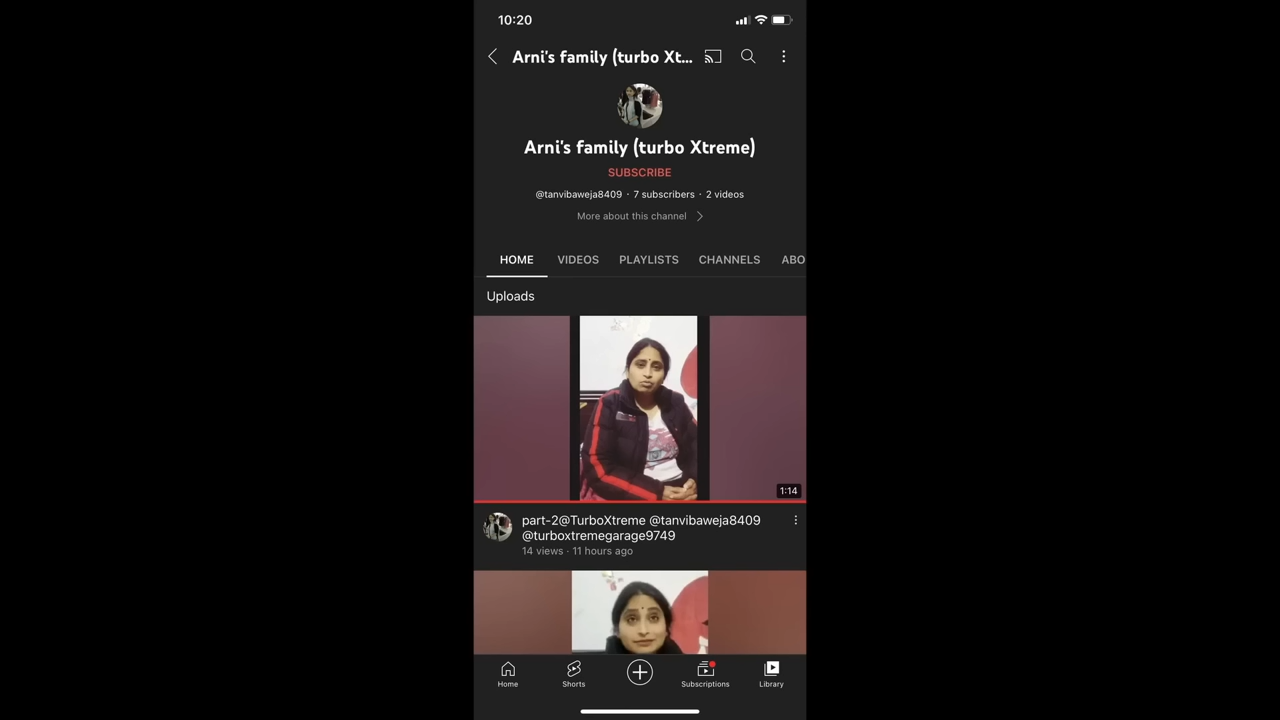 10:20
Arni's family (turbo Xt...
Arni's family (turbo Xtreme)
SUBSCRIBE
@tanvibaweja8409 · 7 subscribers · 2 videos
More about this channel
HOME VIDEOS PLAYLISTS CHANNELS ABO
Uploads
1:14
part-2@TurboXtreme @tanvibaweja8409
@turboxtremegarage9749
14 views · 11 hours ago
Home Shorts Subscriptions Library